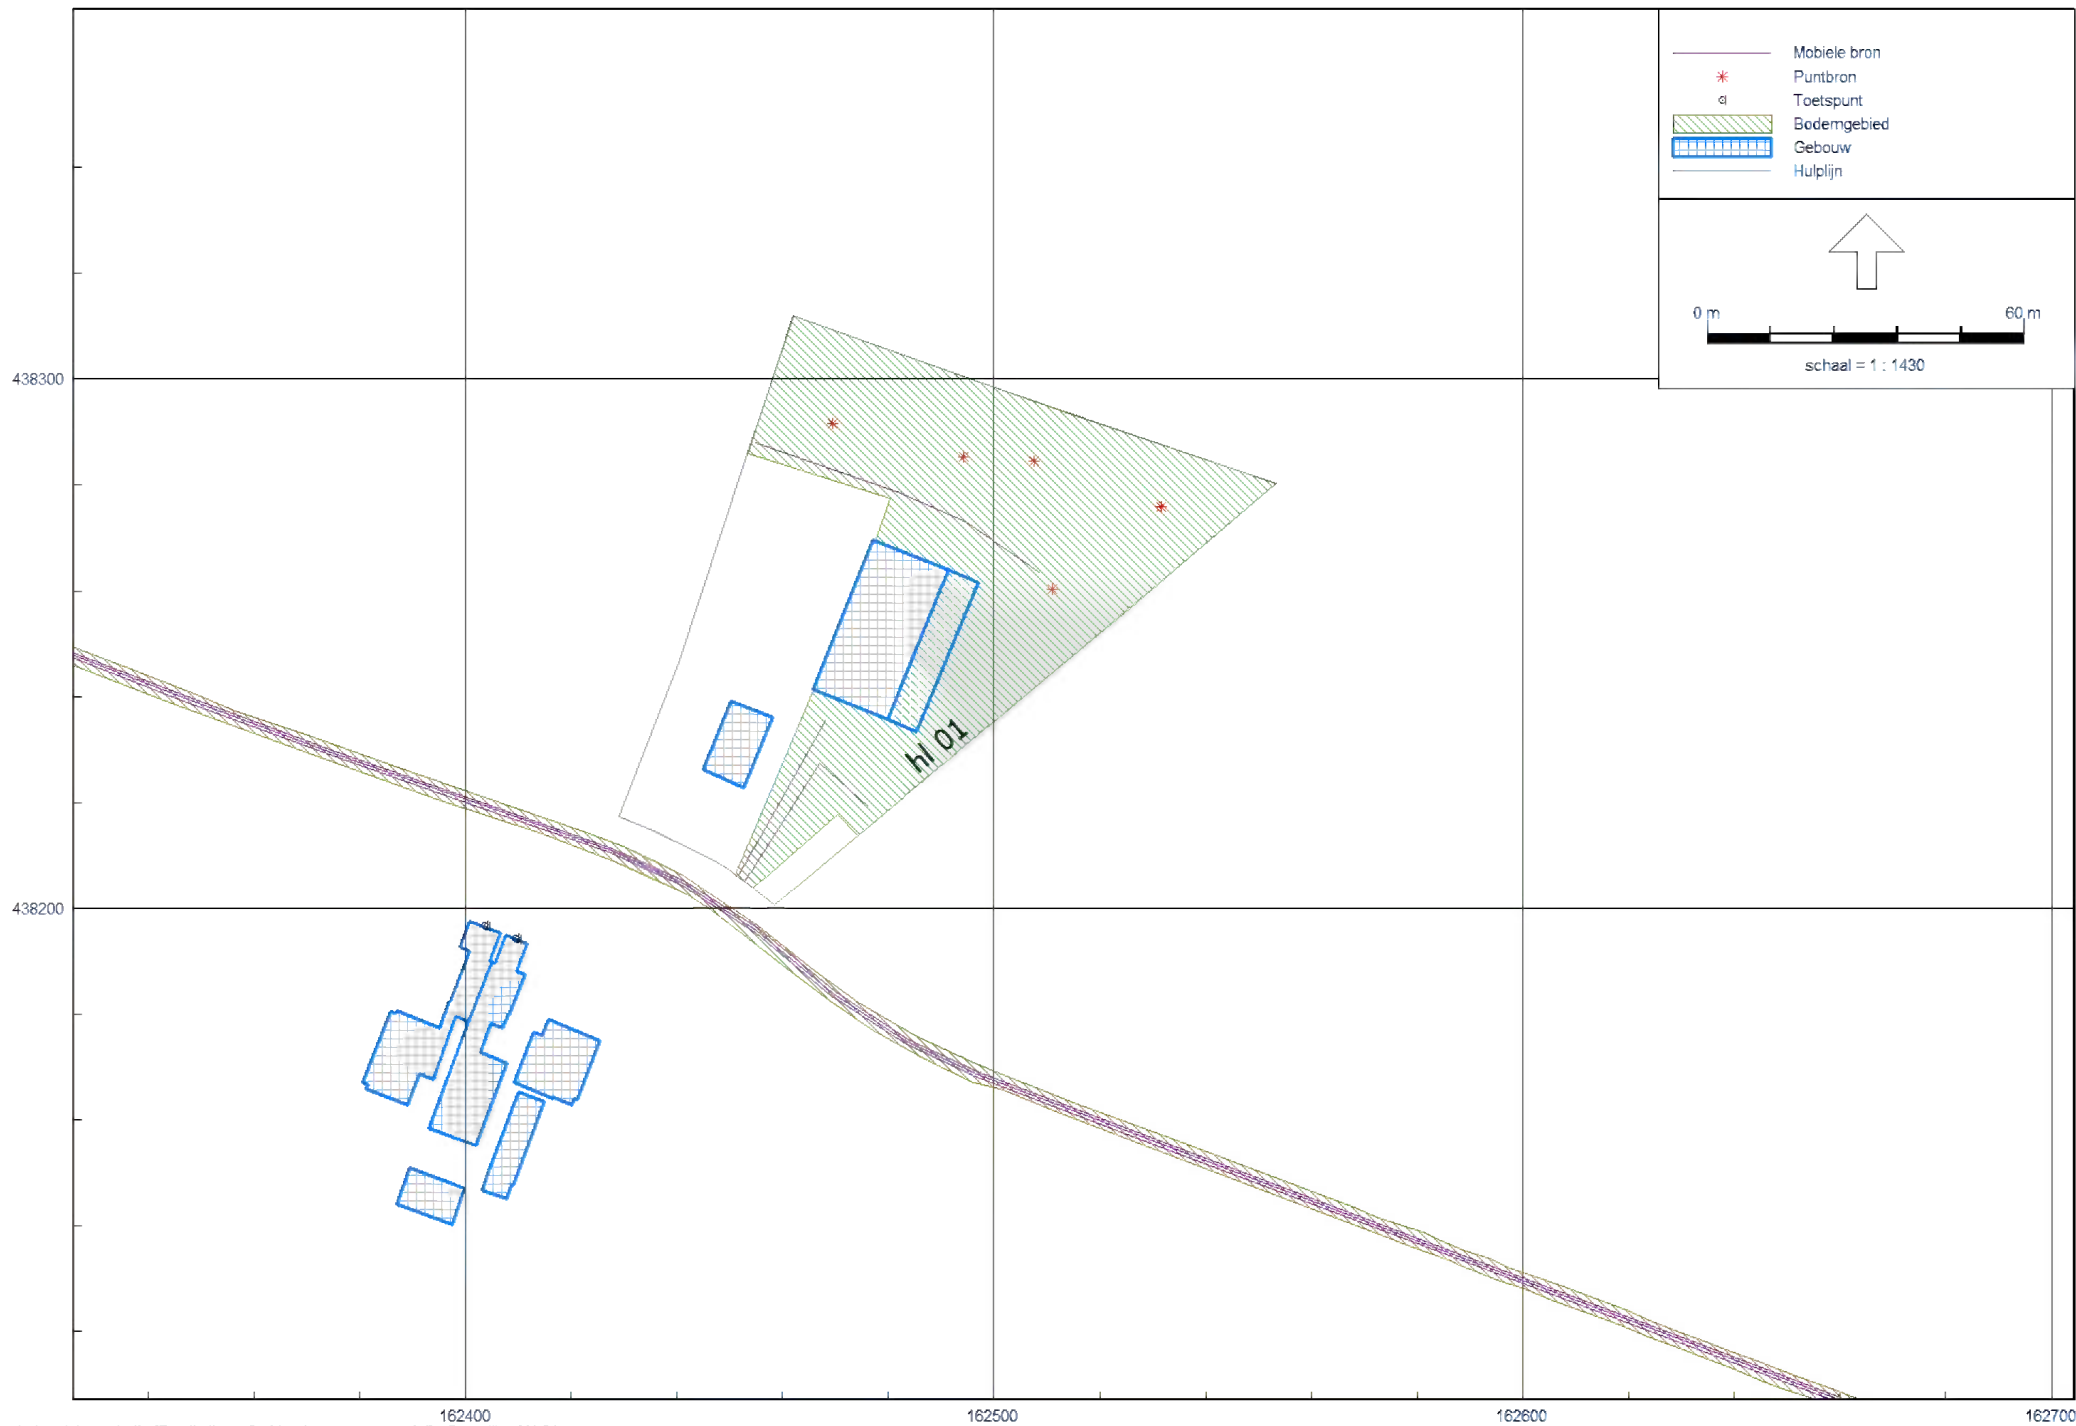 Mobiele bron
Puntbron
Toetspunt
Bodemgebied
Gebouw
Hulplijn
0 m 60 m
schaal = 1 : 1430
438300
hl 01
438200
162400 162500 162600 162700